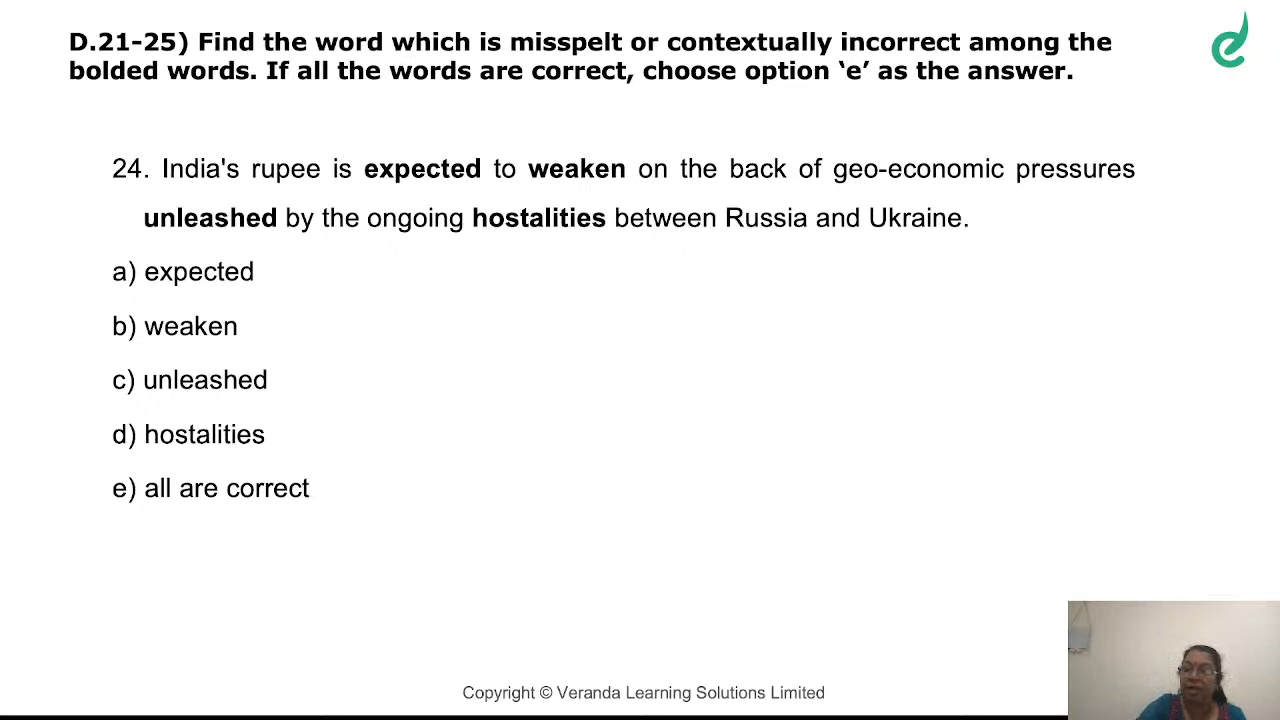 D.21-25) Find the word which is misspelt or contextually incorrect among the
bolded words. If all the words are correct, choose option ‘e’ as the answer.
24. India's rupee is expected to weaken on the back of geo-economic pressures
unleashed by the ongoing hostalities between Russia and Ukraine.
a) expected
b) weaken
c) unleashed
d) hostalities
e) all are correct
Copyright © Veranda Learning Solutions Limited